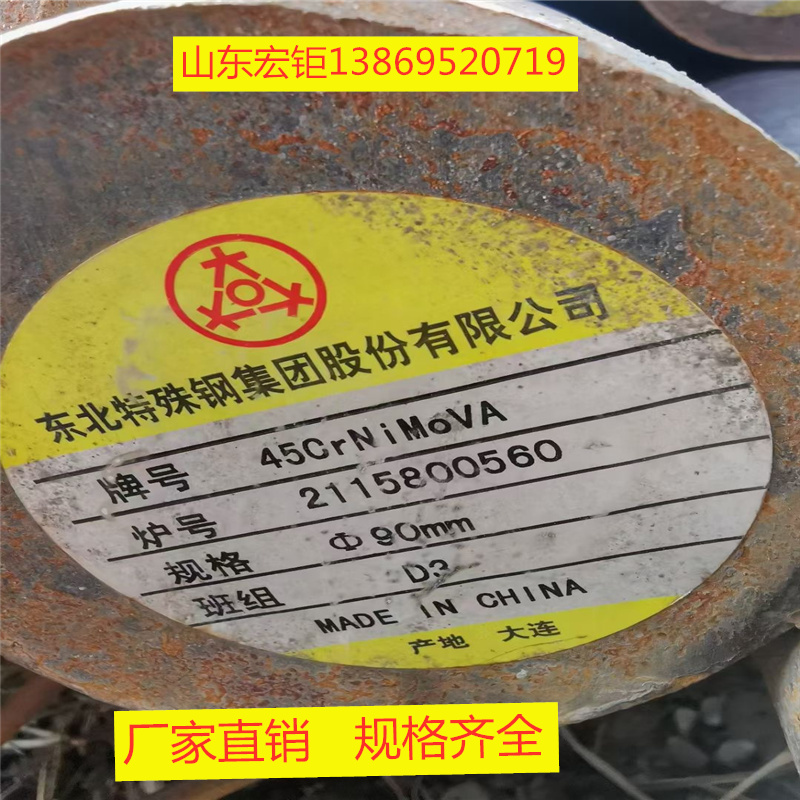 山东宏钜13869520719
东北特殊钢集团股份有限公司
牌号 45CrNiMoVA
炉号 2115800560
规格 Φ90mm
班组 D3
MADE IN CHINA
产地 大连
厂家直销 规格齐全